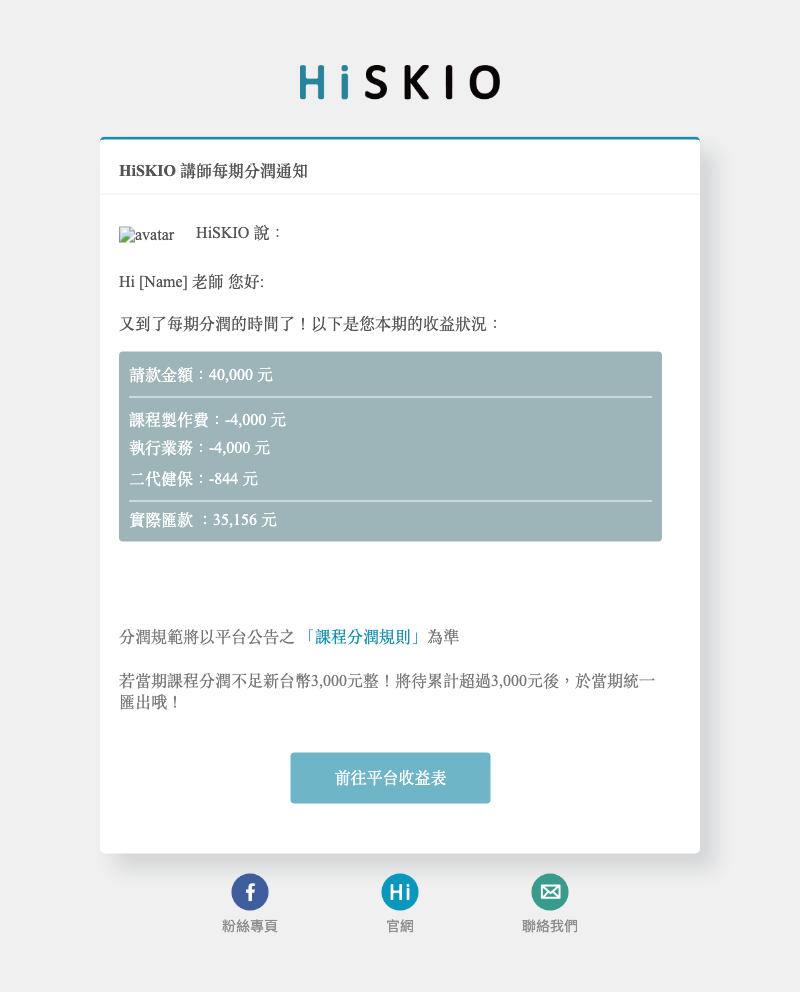 HiSKIO
HiSKIO 講師每期分潤通知
avatar HiSKIO 說：
Hi [Name] 老師 您好:
又到了每期分潤的時間了！以下是您本期的收益狀況：
請款金額：40,000 元
課程製作費：-4,000 元
執行業務：-4,000 元
二代健保：-844 元
實際匯款 ：35,156 元
分潤規範將以平台公告之 「課程分潤規則」為準
若當期課程分潤不足新台幣3,000元整！將待累計超過3,000元後，於當期統一
匯出哦！
前往平台收益表
f Hi
粉絲專頁 官網 聯絡我們